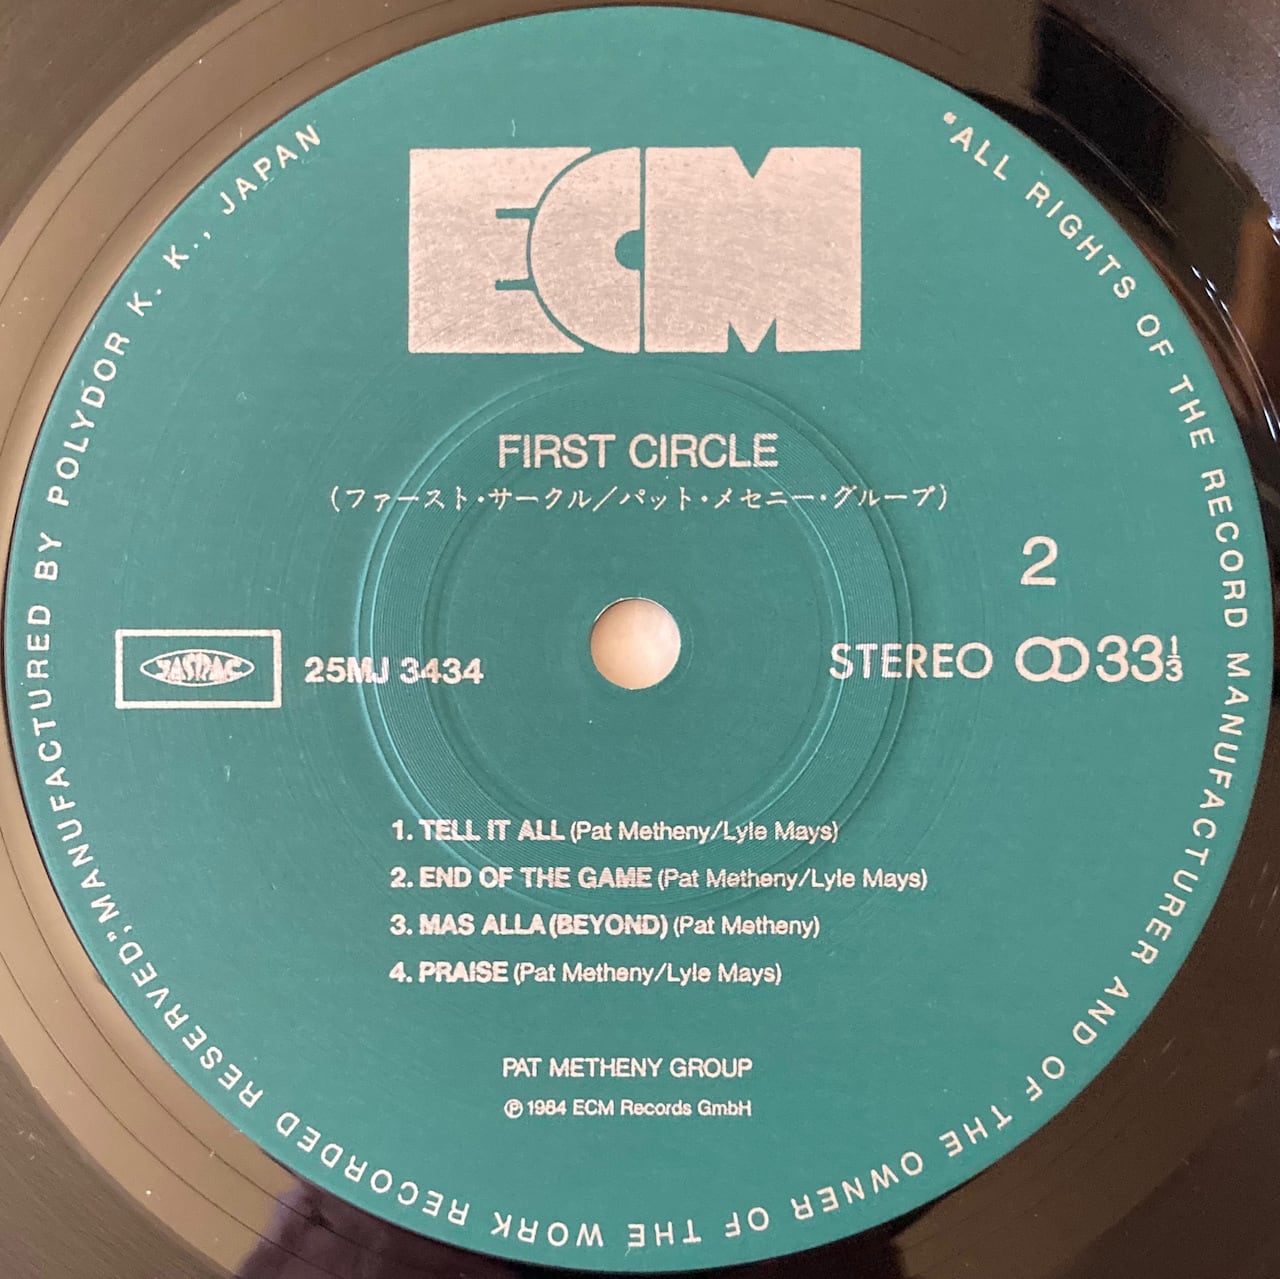 ECM
FIRST CIRCLE
(ファースト・サークル/パット・メセニー・グループ)
2
JASRAC
25MJ 3434
STEREO 33 1/3
1. TELL IT ALL (Pat Metheny/Lyle Mays)
2. END OF THE GAME (Pat Metheny/Lyle Mays)
3. MAS ALLA (BEYOND) (Pat Metheny)
4. PRAISE (Pat Metheny/Lyle Mays)
PAT METHENY GROUP
℗ 1984 ECM Records GmbH
"ALL RIGHTS OF THE RECORD MANUFACTURER AND OF THE OWNER OF THE WORK RECORDED RESERVED," MANUFACTURED BY POLYDOR K. K., JAPAN